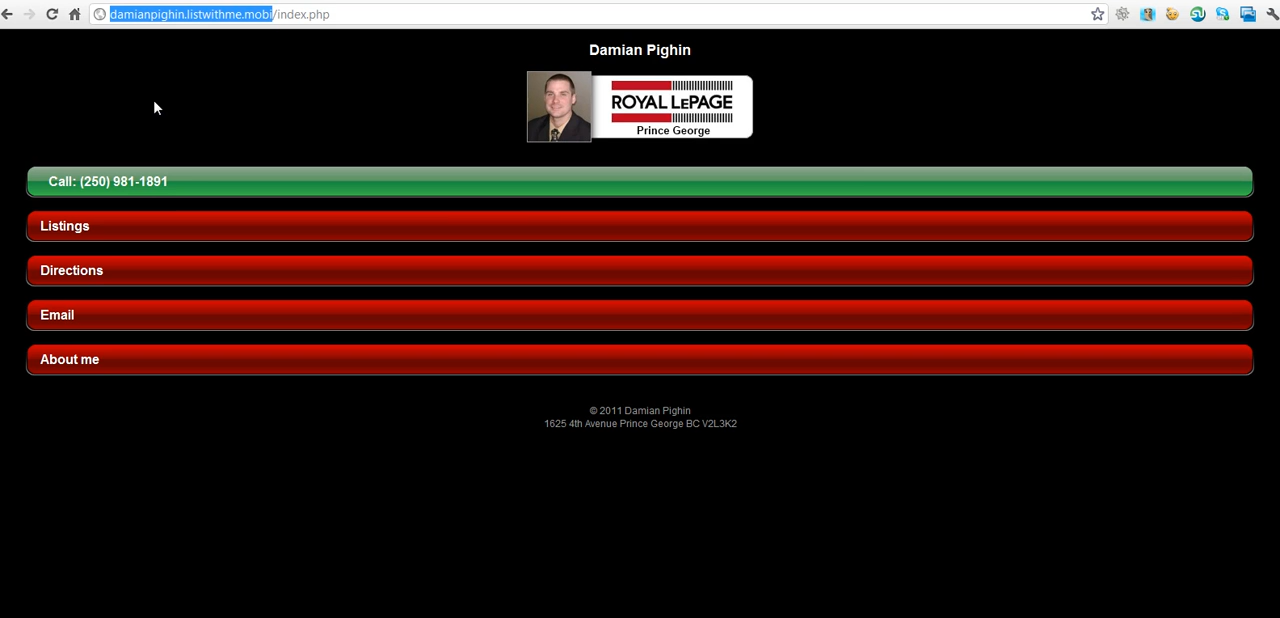 damianpighin.listwithme.mobi/index.php
Damian Pighin
ROYAL LEPAGE
Prince George
Call: (250) 981-1891
Listings
Directions
Email
About me
© 2011 Damian Pighin
1625 4th Avenue Prince George BC V2L3K2